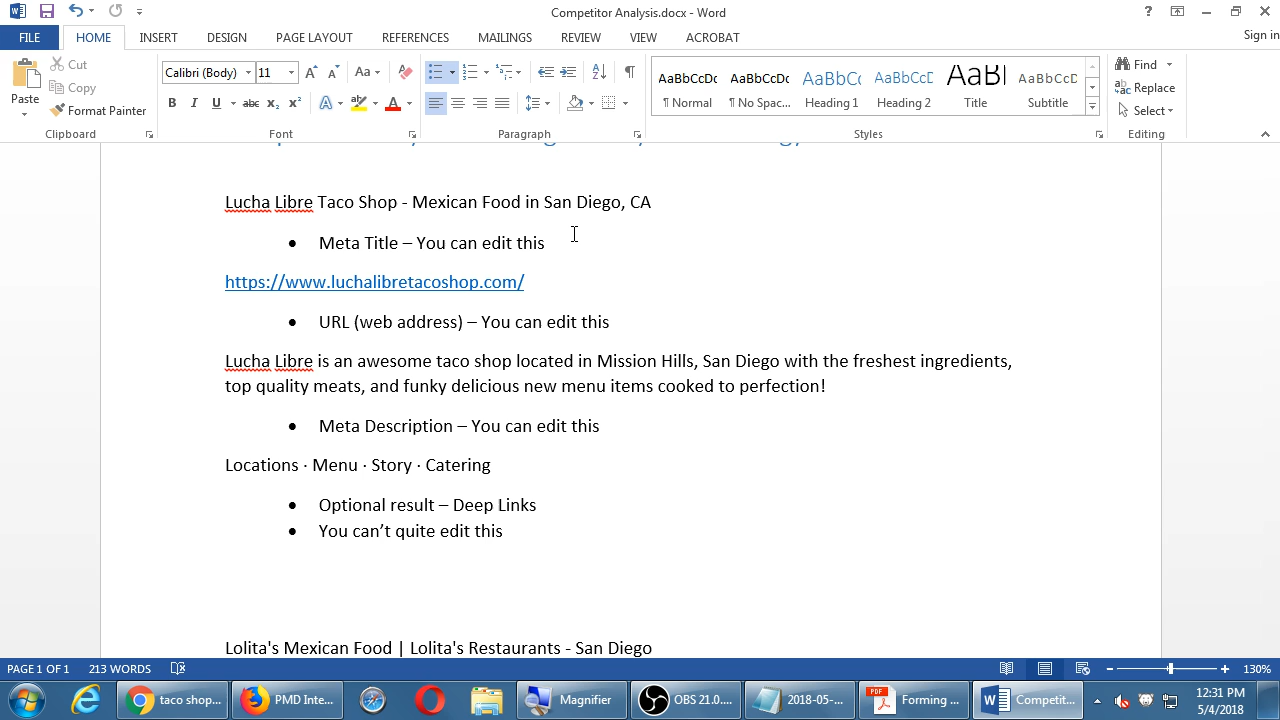 Competitor Analysis.docx - Word
FILE HOME INSERT DESIGN PAGE LAYOUT REFERENCES MAILINGS REVIEW VIEW ACROBAT Sign in
Paste Cut Copy Format Painter
Calibri (Body) 11
AaBbCcDc AaBbCcDc AaBbCc AaBbCcD AaBl AaBbCcD
¶ Normal ¶ No Spac... Heading 1 Heading 2 Title Subtitle
Find Replace Select
Clipboard Font Paragraph Styles Editing
Lucha Libre Taco Shop - Mexican Food in San Diego, CA
• Meta Title – You can edit this
https://www.luchalibretacoshop.com/
• URL (web address) – You can edit this
Lucha Libre is an awesome taco shop located in Mission Hills, San Diego with the freshest ingredients,
top quality meats, and funky delicious new menu items cooked to perfection!
• Meta Description – You can edit this
Locations · Menu · Story · Catering
• Optional result – Deep Links
• You can’t quite edit this
Lolita's Mexican Food | Lolita's Restaurants - San Diego
PAGE 1 OF 1 213 WORDS 130%
taco shop... PMD Inte... Magnifier OBS 21.0.... 2018-05-... Forming ... Competit... 12:31 PM
5/4/2018